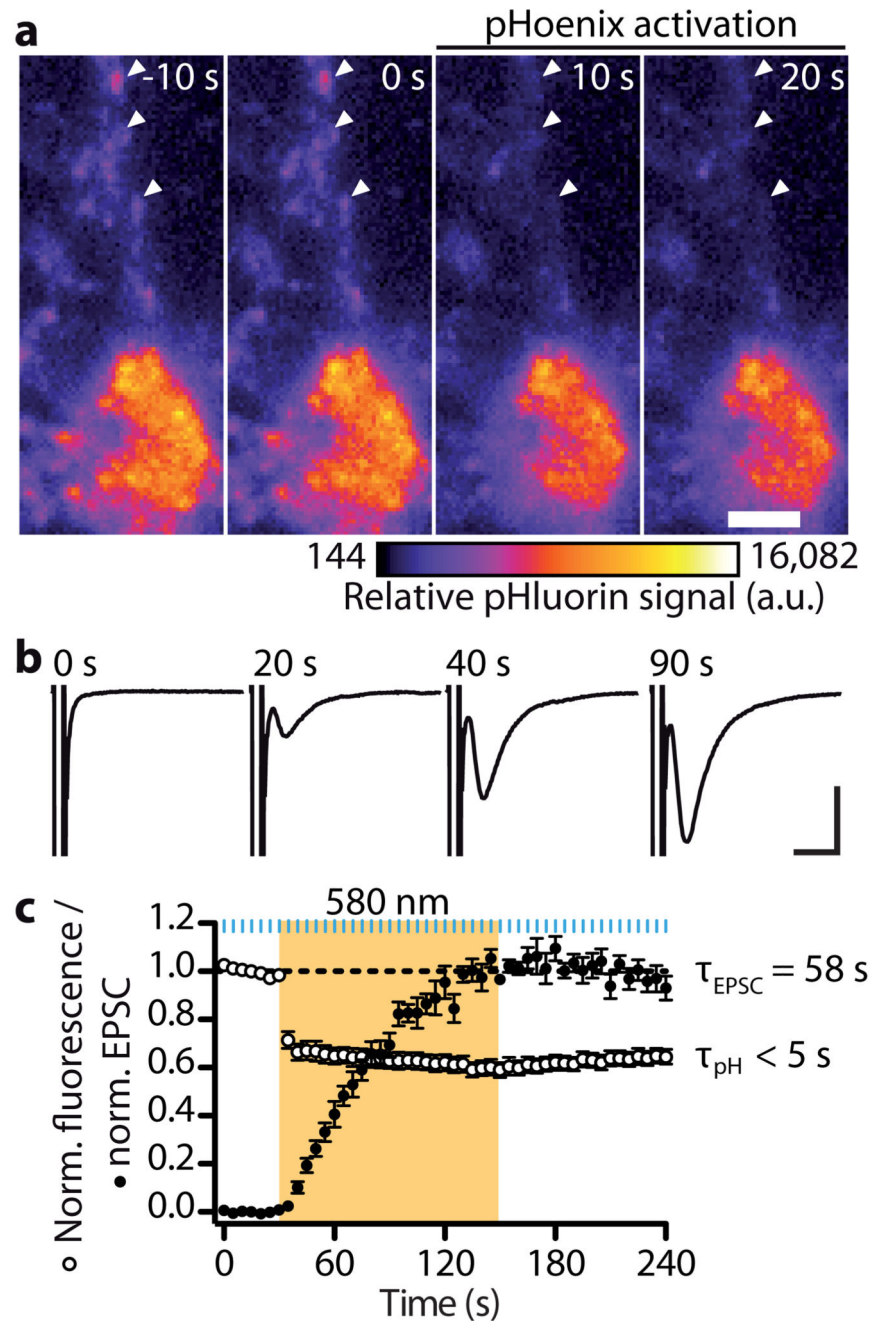 a
pHoenix activation
-10 s 0 s 10 s 20 s
144 16,082
Relative pHluorin signal (a.u.)
b
0 s 20 s 40 s 90 s
c
580 nm
○ Norm. fluorescence /
● norm. EPSC
1.2
1.0
0.8
0.6
0.4
0.2
0.0
τEPSC = 58 s
τpH < 5 s
0 60 120 180 240
Time (s)